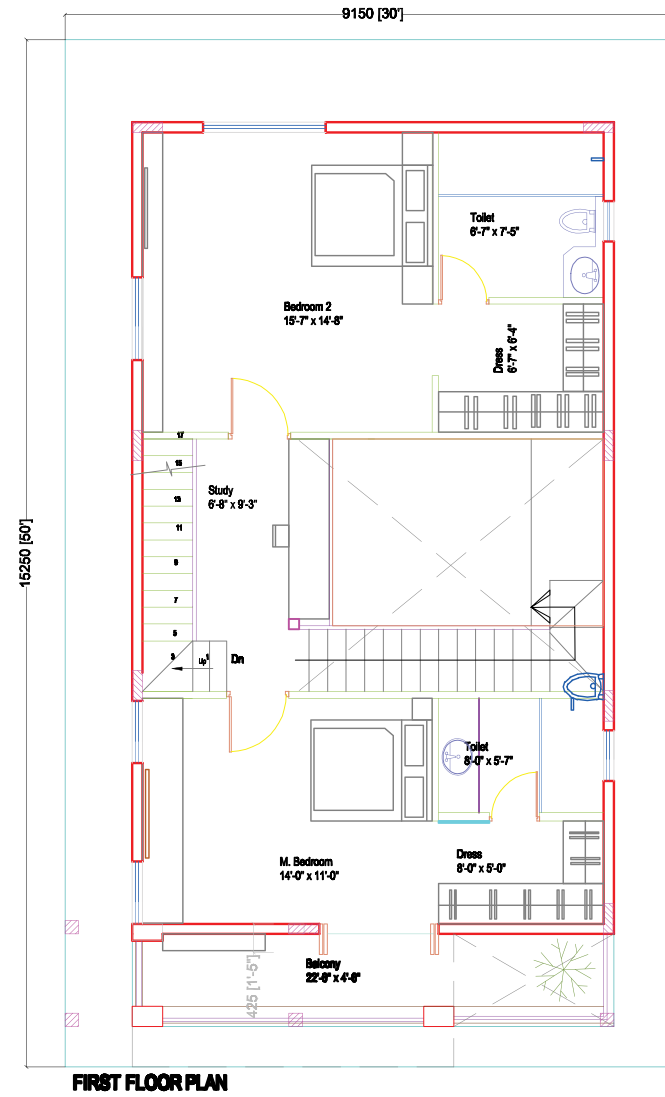 9150 [30']
Toilet
6'-7" x 7'-5"
Bedroom 2
15'-7" x 14'-8"
Dress
6'-7" x 6'-4"
17
15
13
11
9
7
5
3
1
Up
Dn
Study
6'-8" x 9'-3"
15250 [50']
Toilet
8'-0" x 5'-7"
M. Bedroom
14'-0" x 11'-0"
Dress
8'-0" x 5'-0"
Balcony
22'-8" x 4'-6"
425 [1'-5"]
FIRST FLOOR PLAN